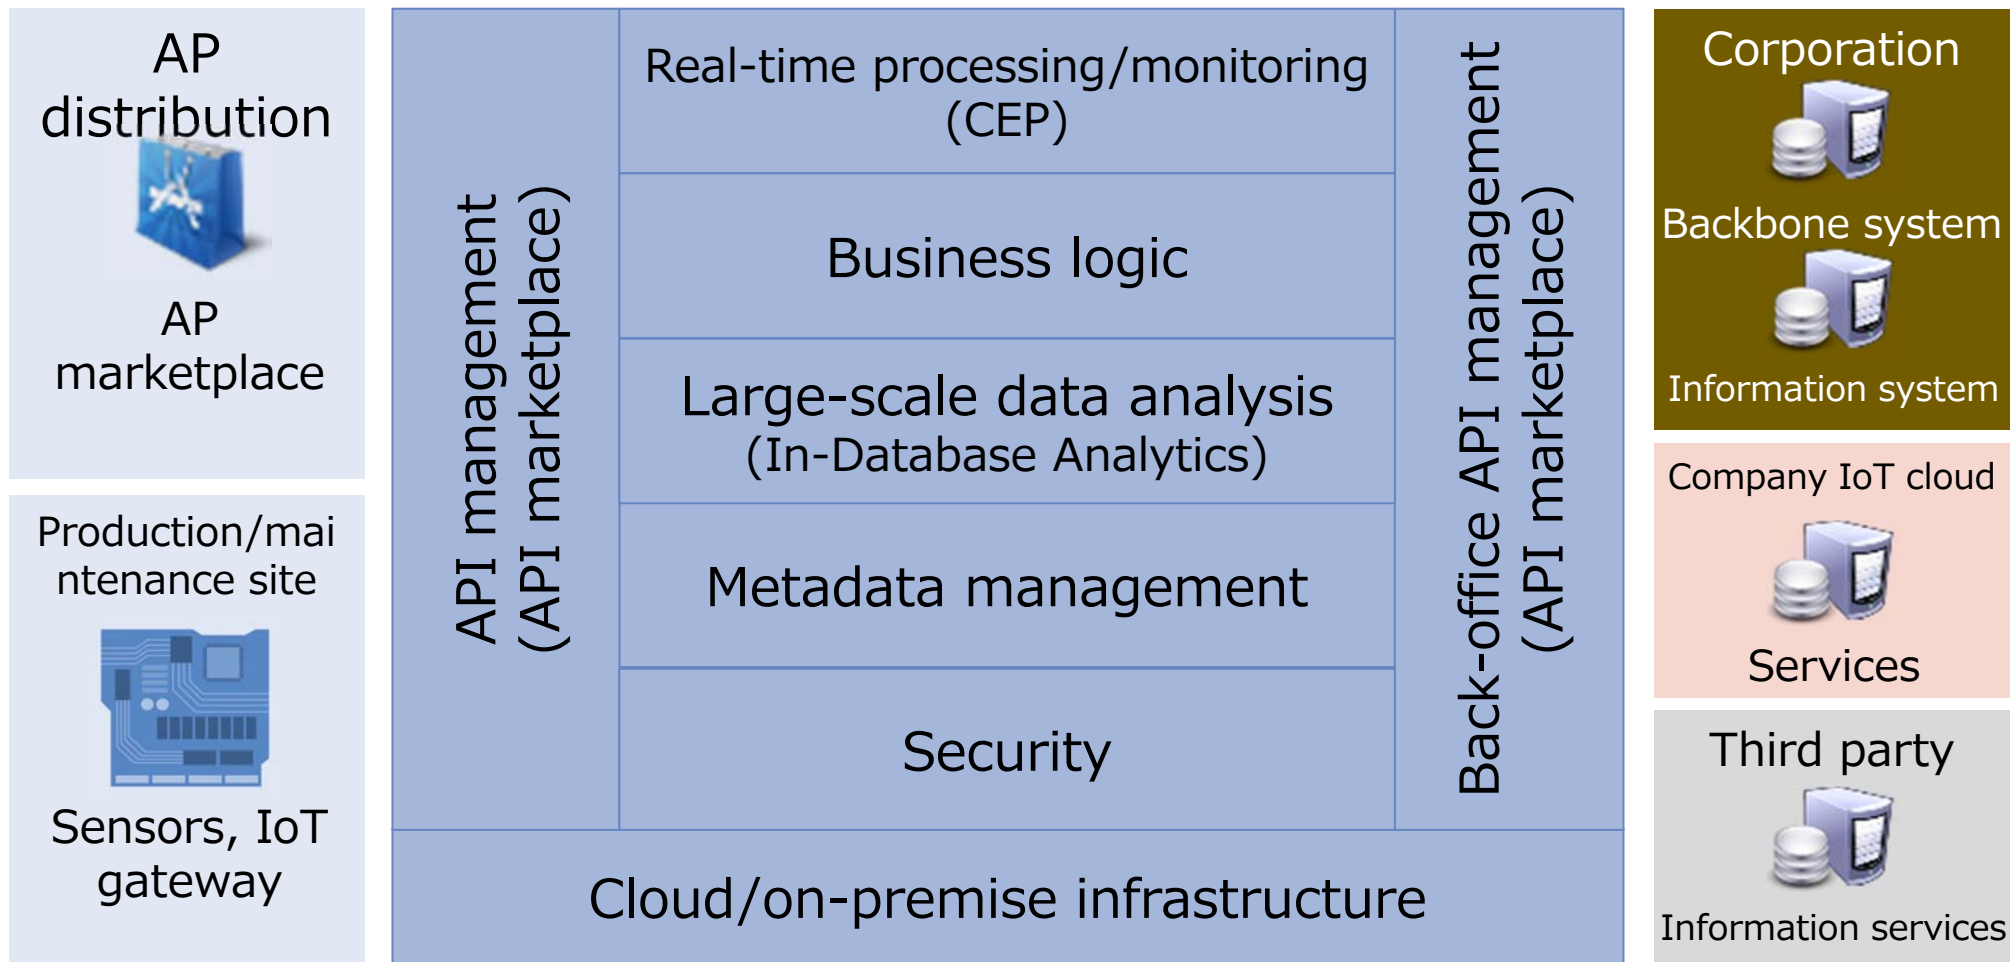 AP
distribution
AP
marketplace
Production/mai
ntenance site
Sensors, IoT
gateway
API management
(API marketplace)
Real-time processing/monitoring
(CEP)
Business logic
Large-scale data analysis
(In-Database Analytics)
Metadata management
Security
Back-office API management
(API marketplace)
Cloud/on-premise infrastructure
Corporation
Backbone system
Information system
Company IoT cloud
Services
Third party
Information services